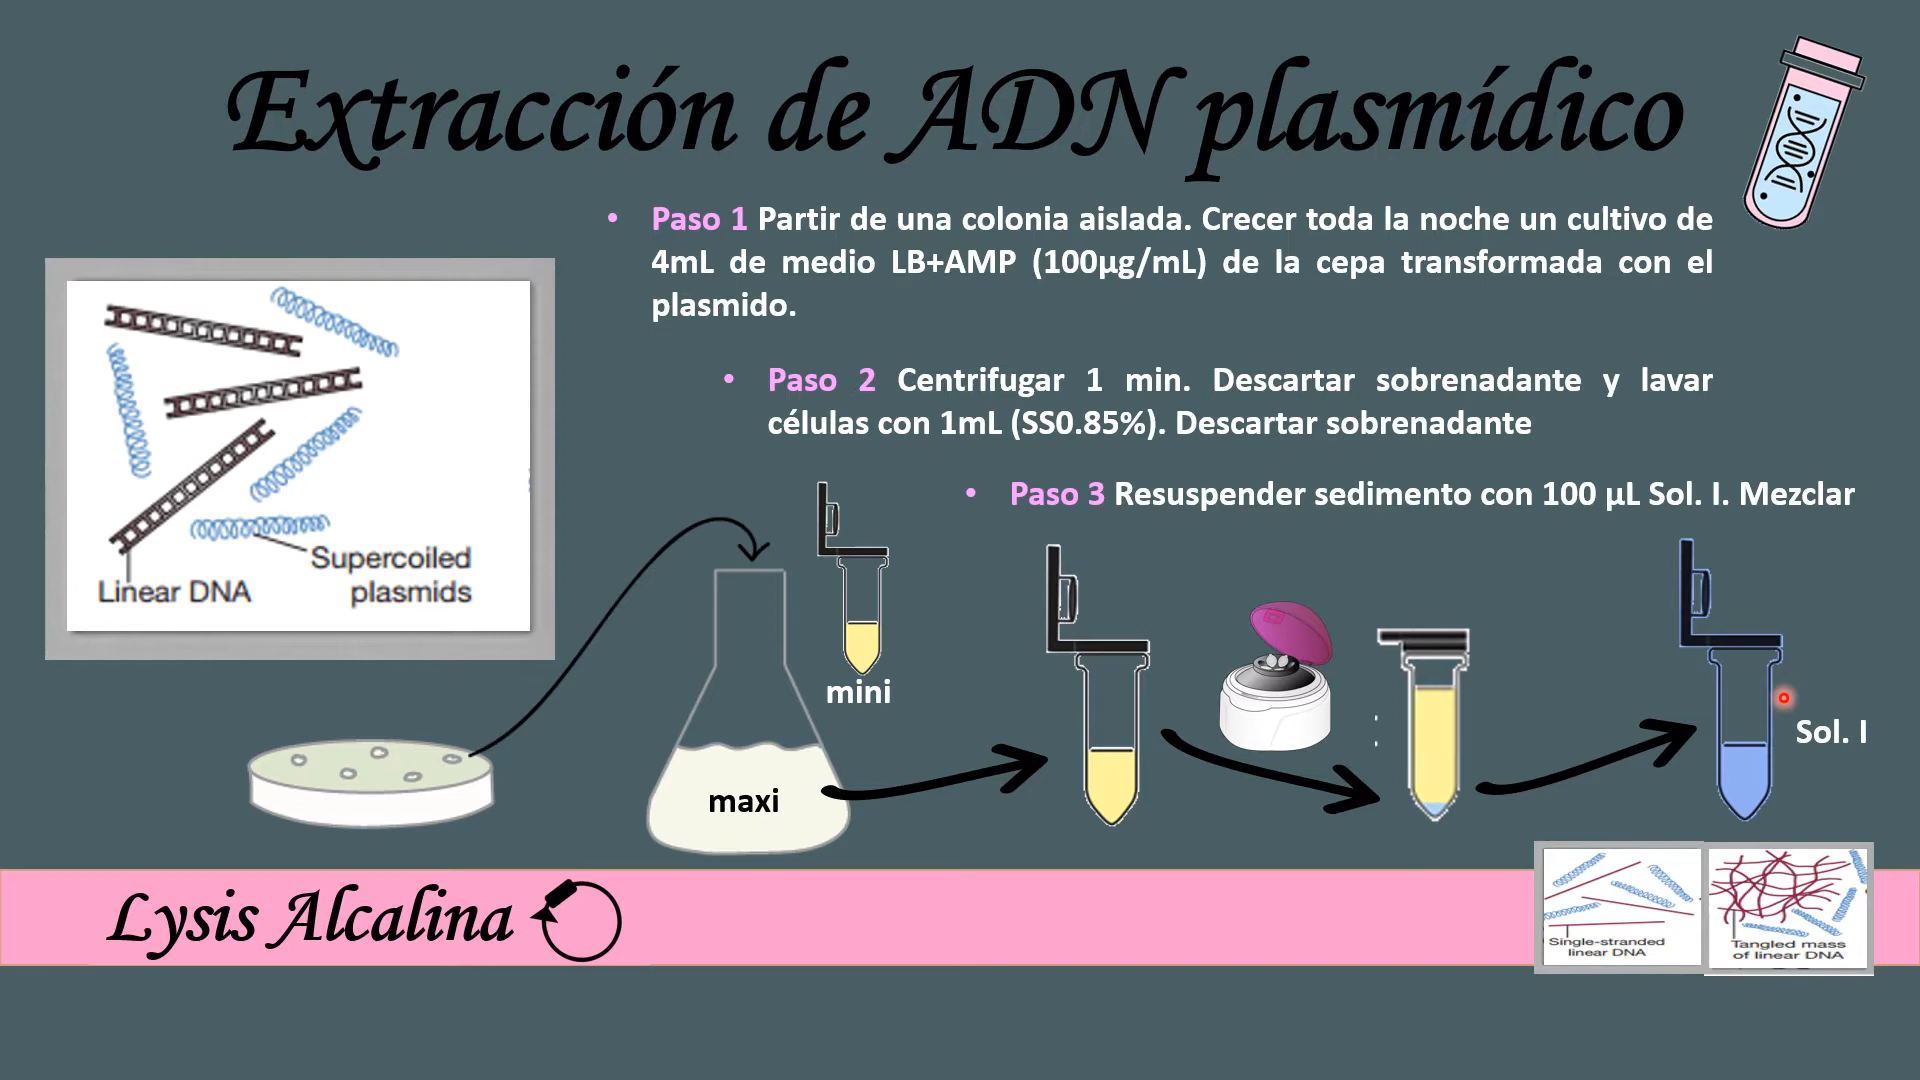 Extracción de ADN plasmídico
• Paso 1 Partir de una colonia aislada. Crecer toda la noche un cultivo de
4mL de medio LB+AMP (100µg/mL) de la cepa transformada con el
plasmido.
• Paso 2 Centrifugar 1 min. Descartar sobrenadante y lavar
células con 1mL (SS0.85%). Descartar sobrenadante
• Paso 3 Resuspender sedimento con 100 µL Sol. I. Mezclar
Supercoiled
plasmids
Linear DNA
mini
maxi
Sol. I
Lysis Alcalina
Single-stranded
linear DNA
Tangled mass
of linear DNA